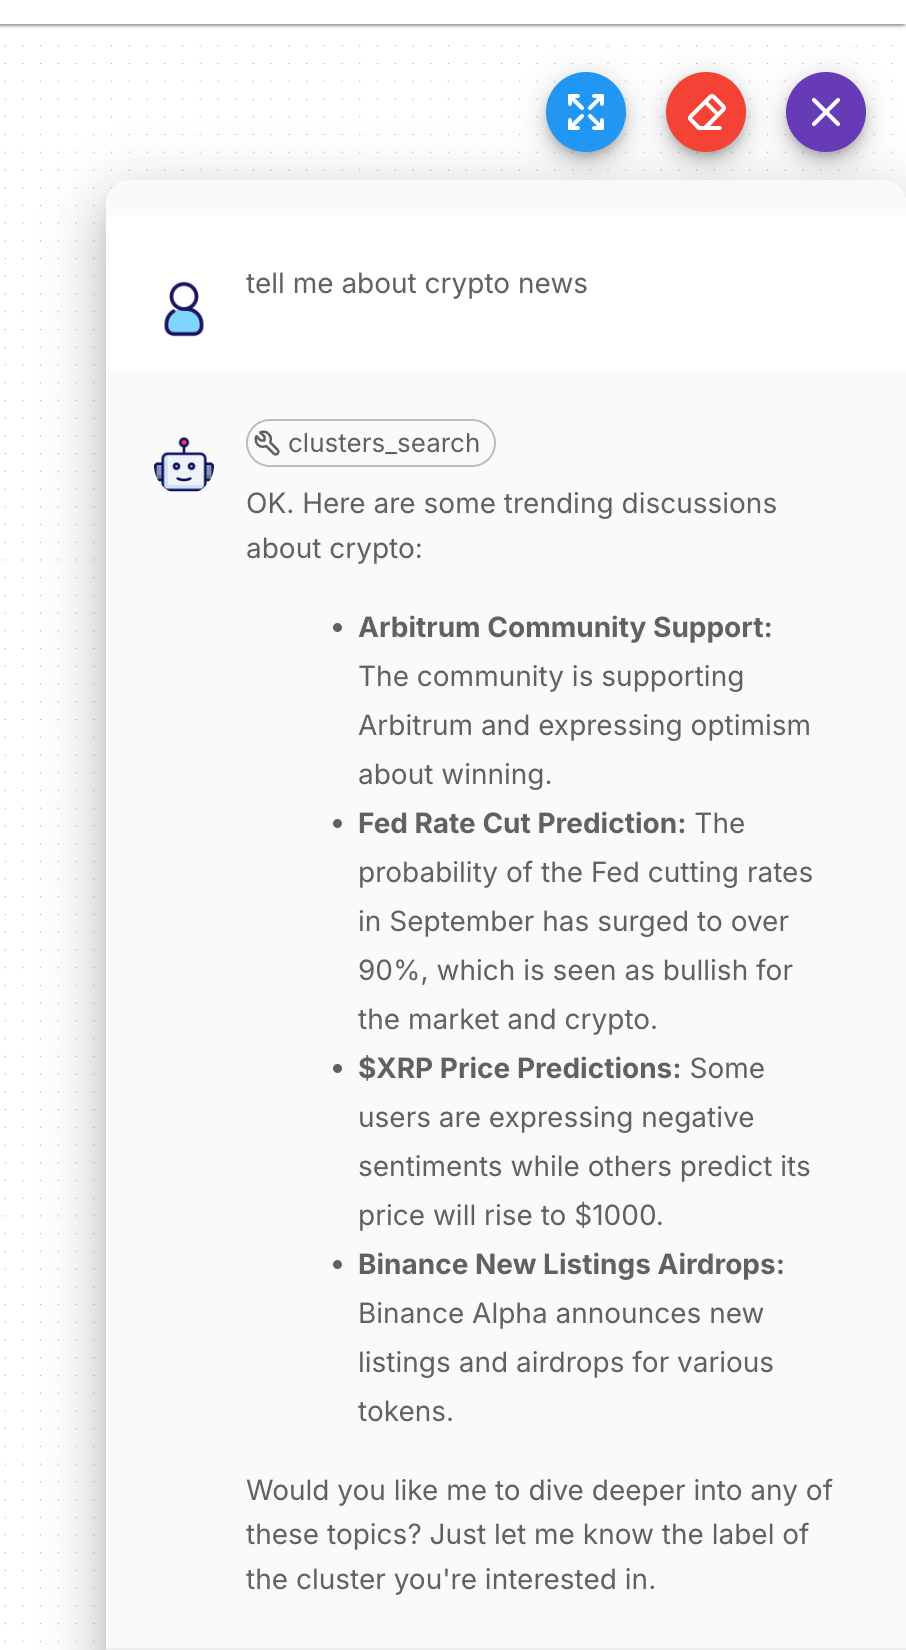 tell me about crypto news
clusters_search
OK. Here are some trending discussions
about crypto:
• Arbitrum Community Support:
The community is supporting
Arbitrum and expressing optimism
about winning.
• Fed Rate Cut Prediction: The
probability of the Fed cutting rates
in September has surged to over
90%, which is seen as bullish for
the market and crypto.
• $XRP Price Predictions: Some
users are expressing negative
sentiments while others predict its
price will rise to $1000.
• Binance New Listings Airdrops:
Binance Alpha announces new
listings and airdrops for various
tokens.
Would you like me to dive deeper into any of
these topics? Just let me know the label of
the cluster you're interested in.